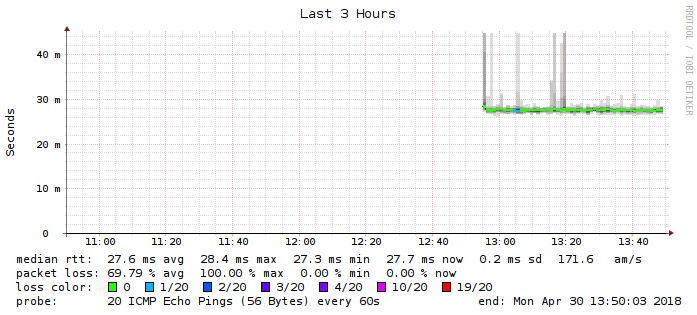 Last 3 Hours
RRDTOOL / TOBI OETIKER
Seconds
40 m
30 m
20 m
10 m
0
11:00 11:20 11:40 12:00 12:20 12:40 13:00 13:20 13:40
median rtt: 27.6 ms avg 28.4 ms max 27.3 ms min 27.7 ms now 0.2 ms sd 171.6 am/s
packet loss: 69.79 % avg 100.00 % max 0.00 % min 0.00 % now
loss color: 0 1/20 2/20 3/20 4/20 10/20 19/20
probe: 20 ICMP Echo Pings (56 Bytes) every 60s end: Mon Apr 30 13:50:03 2018